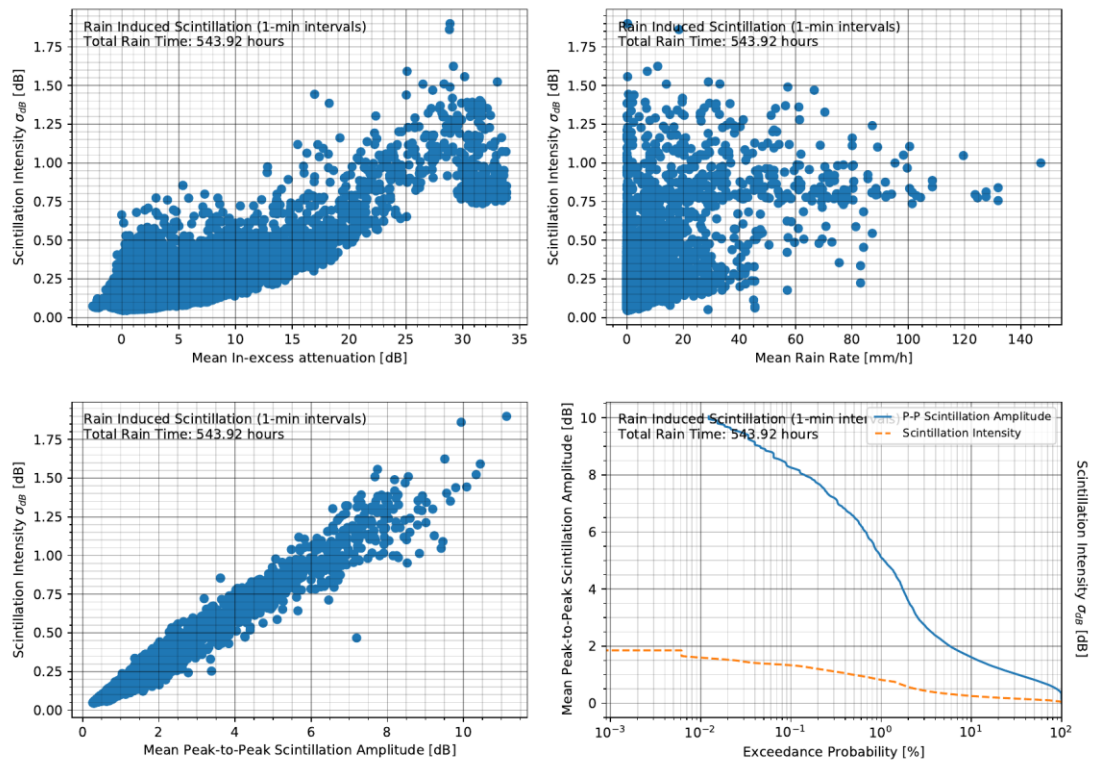 Rain Induced Scintillation (1-min intervals)
Total Rain Time: 543.92 hours
Scintillation Intensity σdB [dB]
1.75
1.50
1.25
1.00
0.75
0.50
0.25
0.00
0 5 10 15 20 25 30 35
Mean In-excess attenuation [dB]
Rain Induced Scintillation (1-min intervals)
Total Rain Time: 543.92 hours
Scintillation Intensity σdB [dB]
1.75
1.50
1.25
1.00
0.75
0.50
0.25
0.00
0 20 40 60 80 100 120 140
Mean Rain Rate [mm/h]
Rain Induced Scintillation (1-min intervals)
Total Rain Time: 543.92 hours
Scintillation Intensity σdB [dB]
1.75
1.50
1.25
1.00
0.75
0.50
0.25
0.00
0 2 4 6 8 10
Mean Peak-to-Peak Scintillation Amplitude [dB]
Rain Induced Scintillation (1-min intervals)
Total Rain Time: 543.92 hours
P-P Scintillation Amplitude
Scintillation Intensity
Mean Peak-to-Peak Scintillation Amplitude [dB]
10
8
6
4
2
0
Scintillation Intensity σdB [dB]
10⁻³ 10⁻² 10⁻¹ 10⁰ 10¹ 10²
Exceedance Probability [%]